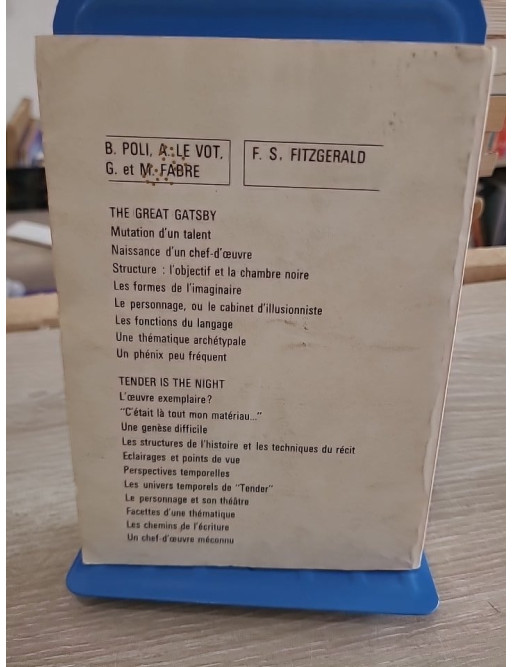 B. POLI, A. LE VOT,
G. et M. FABRE
F. S. FITZGERALD
THE GREAT GATSBY
Mutation d'un talent
Naissance d'un chef-d'œuvre
Structure : l'objectif et la chambre noire
Les formes de l'imaginaire
Le personnage, ou le cabinet d'illusionniste
Les fonctions du langage
Une thématique archétypale
Un phénix peu fréquent
TENDER IS THE NIGHT
L'œuvre exemplaire?
"C'était là tout mon matériau..."
Une genèse difficile
Les structures de l'histoire et les techniques du récit
Eclairages et points de vue
Perspectives temporelles
Les univers temporels de "Tender"
Le personnage et son théâtre
Facettes d'une thématique
Les chemins de l'écriture
Un chef-d'œuvre méconnu